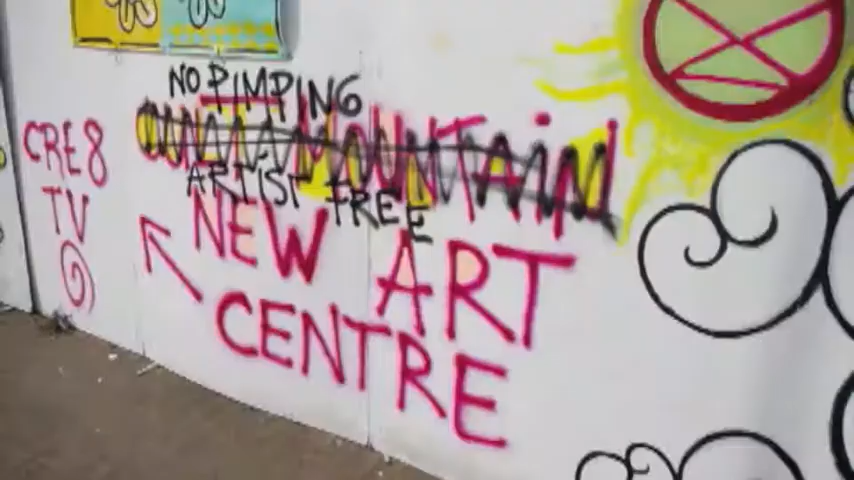 NO PIMPING
MOUNTAIN
ARTIST FREE
NEW ART
CENTRE
CRE8
TV